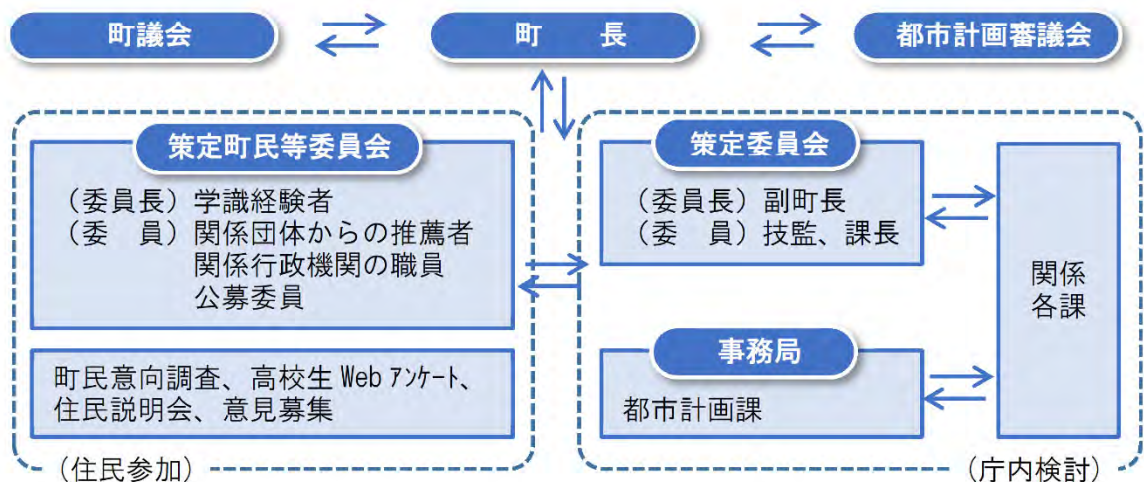 町議会
町　　長
都市計画審議会
策定町民等委員会
（委員長）学識経験者
（委　員）関係団体からの推薦者
関係行政機関の職員
公募委員
町民意向調査、高校生 Web ｱﾝｹｰﾄ、
住民説明会、意見募集
（住民参加）
策定委員会
（委員長）副町長
（委　員）技監、課長
事務局
都市計画課
関係
各課
（庁内検討）